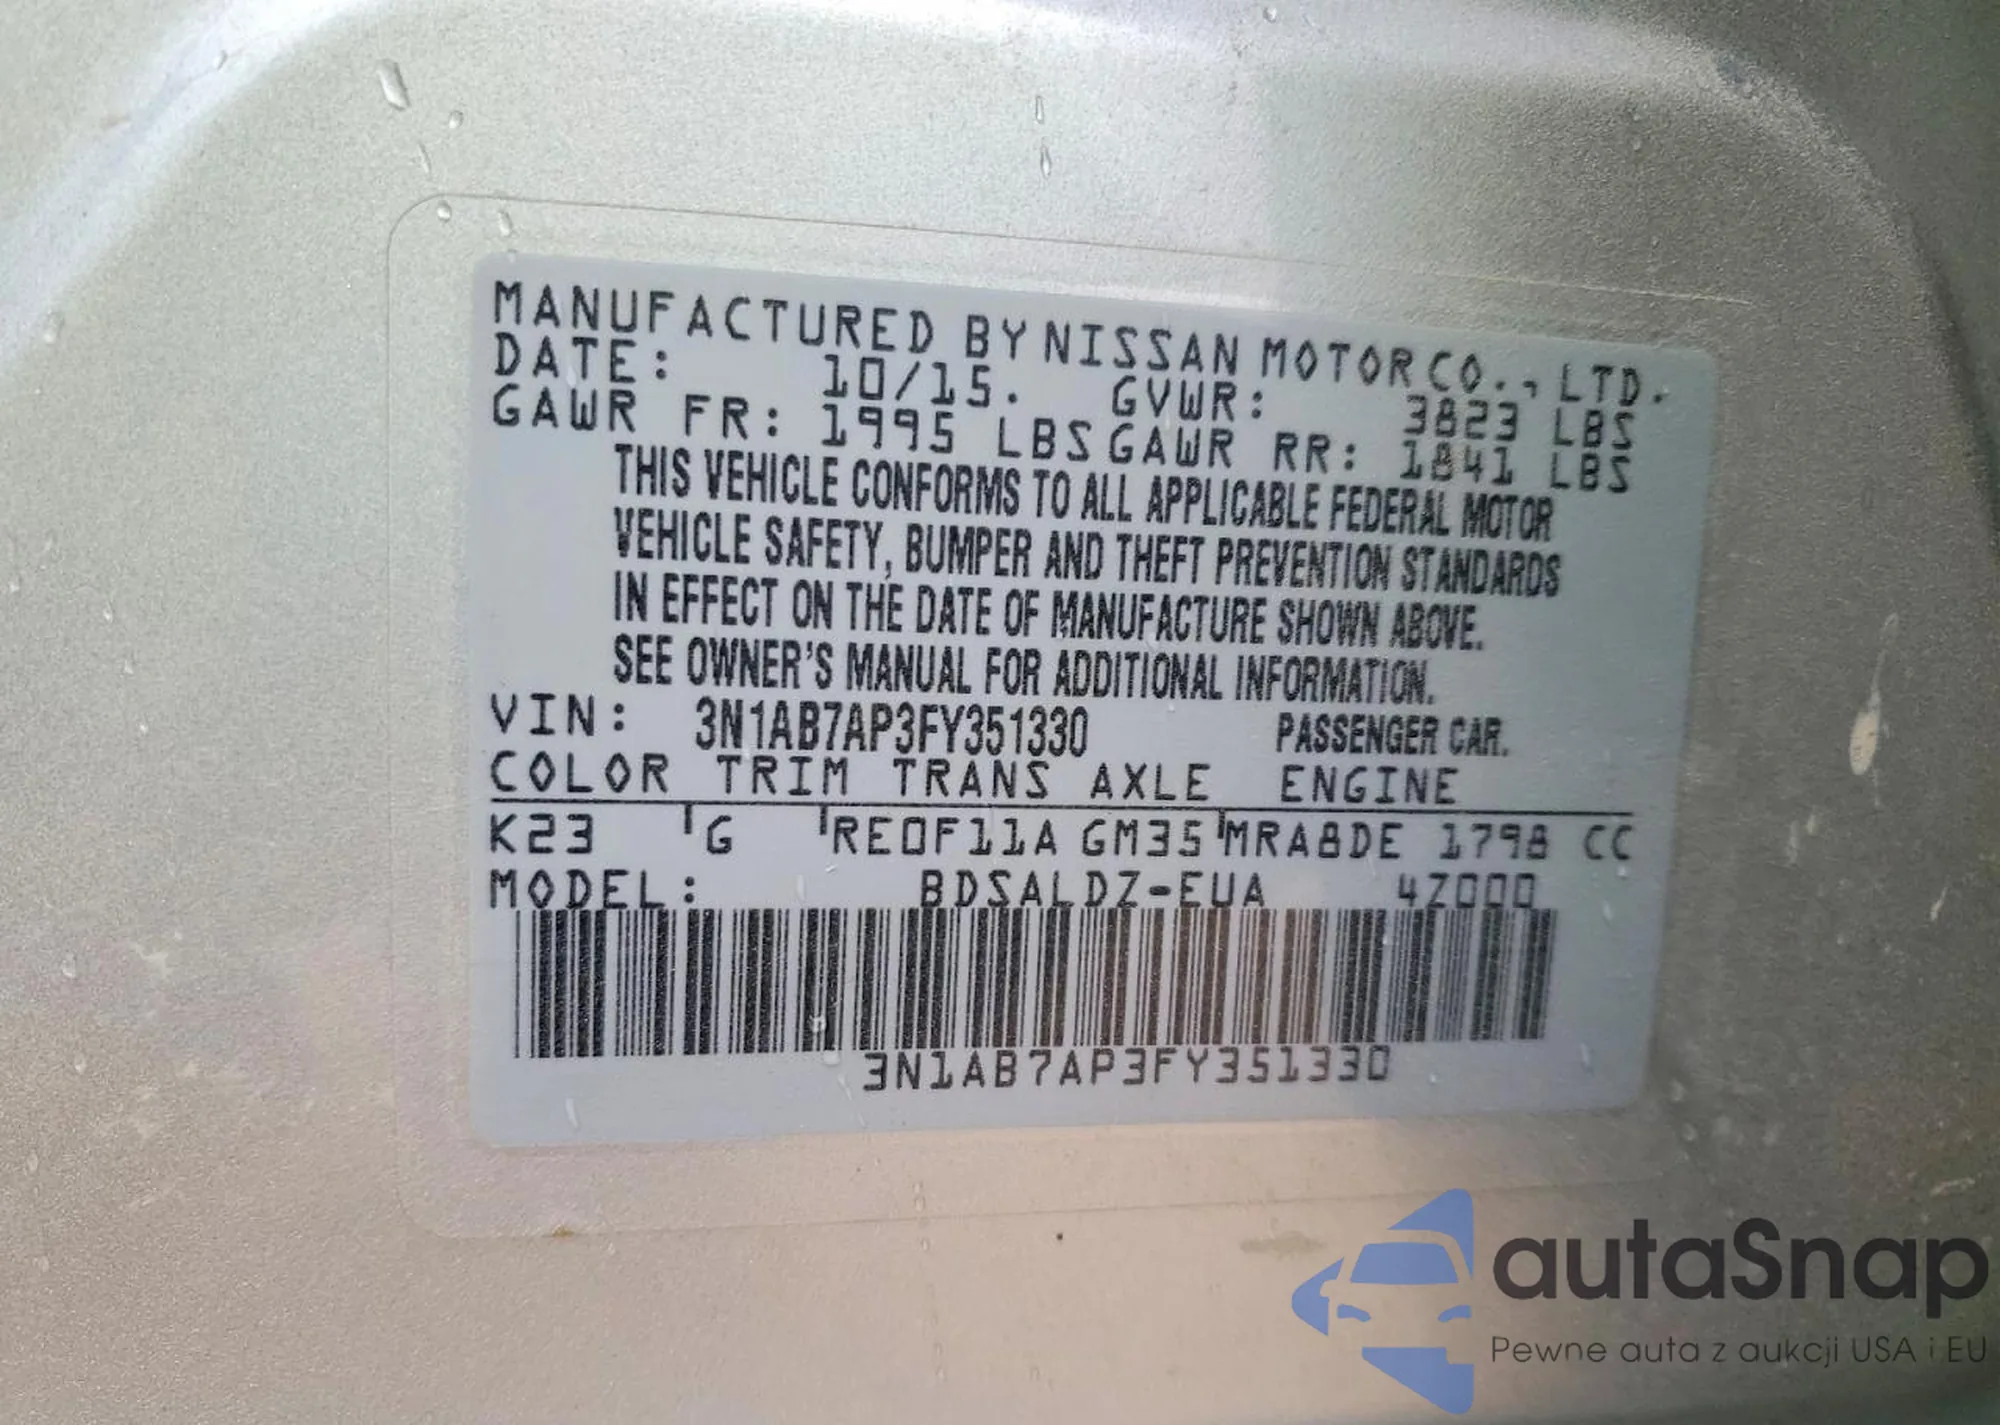 MANUFACTURED BY NISSAN MOTOR CO., LTD.
DATE: 10/15. GVWR: 3823 LBS
GAWR FR: 1995 LBS GAWR RR: 1841 LBS
THIS VEHICLE CONFORMS TO ALL APPLICABLE FEDERAL MOTOR
VEHICLE SAFETY, BUMPER AND THEFT PREVENTION STANDARDS
IN EFFECT ON THE DATE OF MANUFACTURE SHOWN ABOVE.
SEE OWNER'S MANUAL FOR ADDITIONAL INFORMATION.
VIN: 3N1AB7AP3FY351330 PASSENGER CAR.
COLOR TRIM TRANS AXLE ENGINE
K23 G RE0F11A GM35 MRA8DE 1798 CC
MODEL: BDSALDZ-EUA 4Z000
3N1AB7AP3FY351330
autaSnap
Pewne auta z aukcji USA i EU